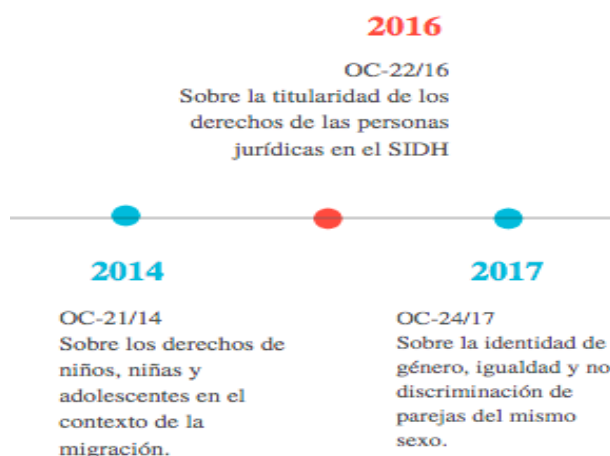 2016
OC-22/16
Sobre la titularidad de los
derechos de las personas
jurídicas en el SIDH
2014
OC-21/14
Sobre los derechos de
niños, niñas y
adolescentes en el
contexto de la
migración.
2017
OC-24/17
Sobre la identidad de
género, igualdad y no
discriminación de
parejas del mismo
sexo.